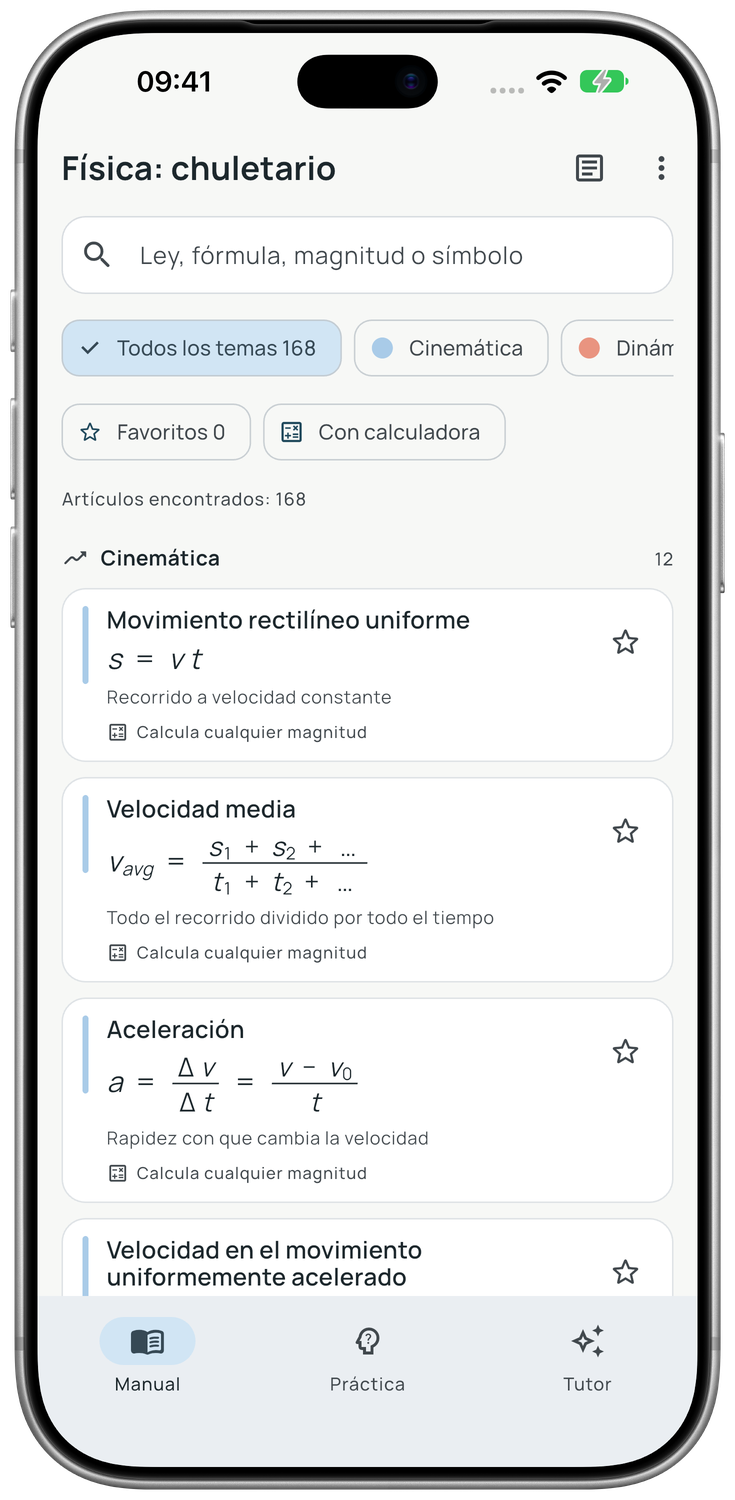 09:41
Física: chuletario
Ley, fórmula, magnitud o símbolo
Todos los temas 168
Cinemática
Dinám
Favoritos 0
Con calculadora
Artículos encontrados: 168
Cinemática
12
Movimiento rectilíneo uniforme
s = v t
Recorrido a velocidad constante
Calcula cualquier magnitud
Velocidad media
v_avg = (s₁ + s₂ + …) / (t₁ + t₂ + …)
Todo el recorrido dividido por todo el tiempo
Calcula cualquier magnitud
Aceleración
a = Δ v / Δ t = (v − v₀) / t
Rapidez con que cambia la velocidad
Calcula cualquier magnitud
Velocidad en el movimiento
uniformemente acelerado
Manual
Práctica
Tutor